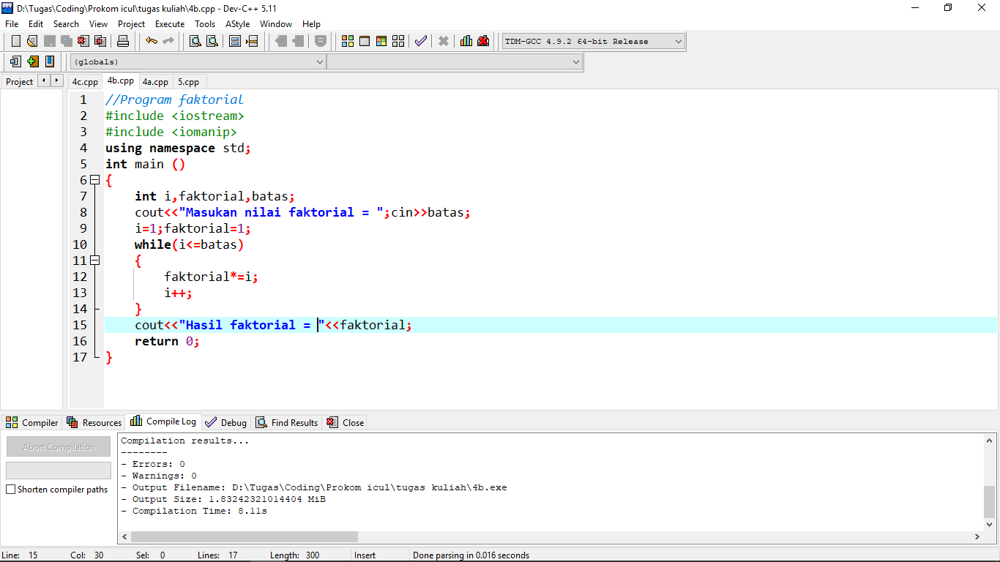 D:\Tugas\Coding\Prokom icul\tugas kuliah\4b.cpp - Dev-C++ 5.11
File Edit Search View Project Execute Tools AStyle Window Help
TDM-GCC 4.9.2 64-bit Release
(globals)
Project 4c.cpp 4b.cpp 4a.cpp 5.cpp
1 //Program faktorial
2 #include <iostream>
3 #include <iomanip>
4 using namespace std;
5 int main ()
6 {
7 int i,faktorial,batas;
8 cout<<"Masukan nilai faktorial = ";cin>>batas;
9 i=1;faktorial=1;
10 while(i<=batas)
11 {
12 faktorial*=i;
13 i++;
14 }
15 cout<<"Hasil faktorial = "<<faktorial;
16 return 0;
17 }
Compiler Resources Compile Log Debug Find Results Close
Abort Compilation
Shorten compiler paths
Compilation results...
--------
- Errors: 0
- Warnings: 0
- Output Filename: D:\Tugas\Coding\Prokom icul\tugas kuliah\4b.exe
- Output Size: 1.83242321014404 MiB
- Compilation Time: 8.11s
Line: 15 Col: 30 Sel: 0 Lines: 17 Length: 300 Insert Done parsing in 0.016 seconds